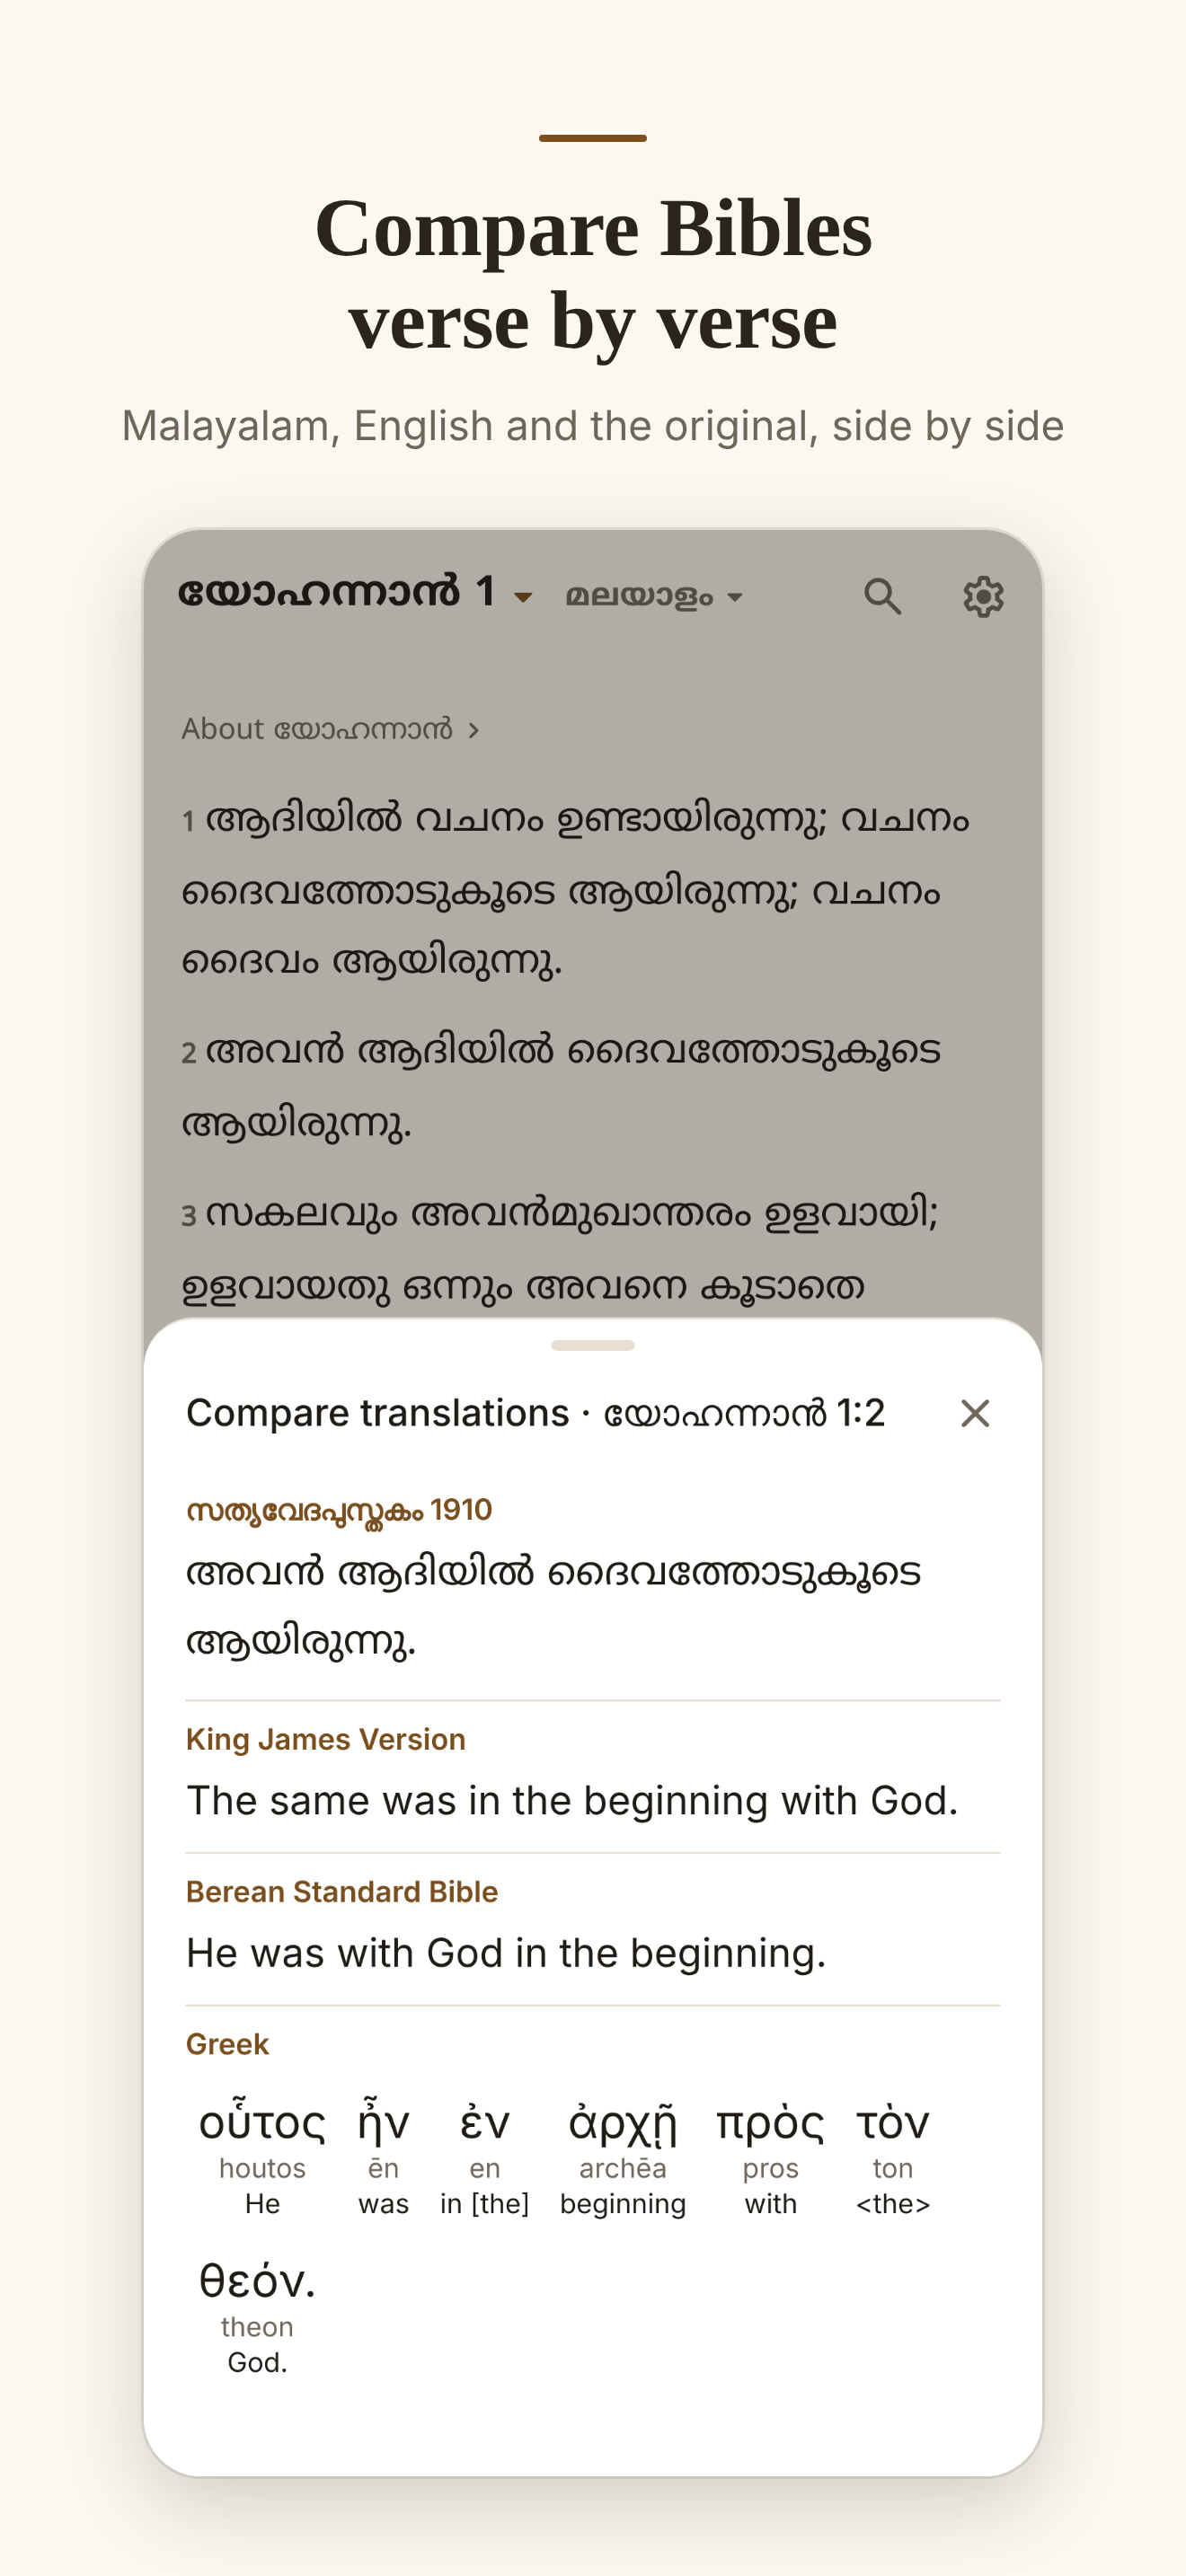 Compare Bibles
verse by verse
Malayalam, English and the original, side by side
യോഹന്നാൻ 1 മലയാളം
About യോഹന്നാൻ
1 ആദിയിൽ വചനം ഉണ്ടായിരുന്നു; വചനം
ദൈവത്തോടുകൂടെ ആയിരുന്നു; വചനം
ദൈവം ആയിരുന്നു.
2 അവൻ ആദിയിൽ ദൈവത്തോടുകൂടെ
ആയിരുന്നു.
3 സകലവും അവൻമുഖാന്തരം ഉളവായി;
ഉളവായതു ഒന്നും അവനെ കൂടാതെ
Compare translations · യോഹന്നാൻ 1:2
സത്യവേദപുസ്തകം 1910
അവൻ ആദിയിൽ ദൈവത്തോടുകൂടെ
ആയിരുന്നു.
King James Version
The same was in the beginning with God.
Berean Standard Bible
He was with God in the beginning.
Greek
οὗτος ἦν ἐν ἀρχῇ πρὸς τὸν
houtos ēn en archēa pros ton
He was in [the] beginning with <the>
θεόν.
theon
God.